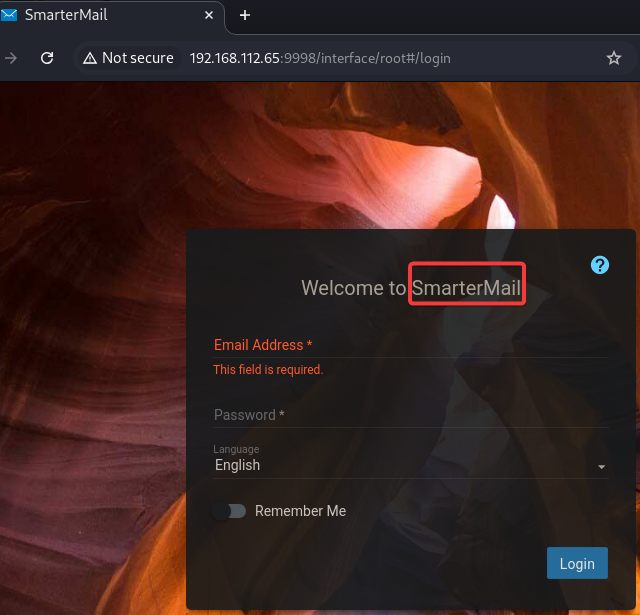 SmarterMail
Not secure 192.168.112.65:9998/interface/root#/login
Welcome to SmarterMail
Email Address *
This field is required.
Password *
Language
English
Remember Me
Login